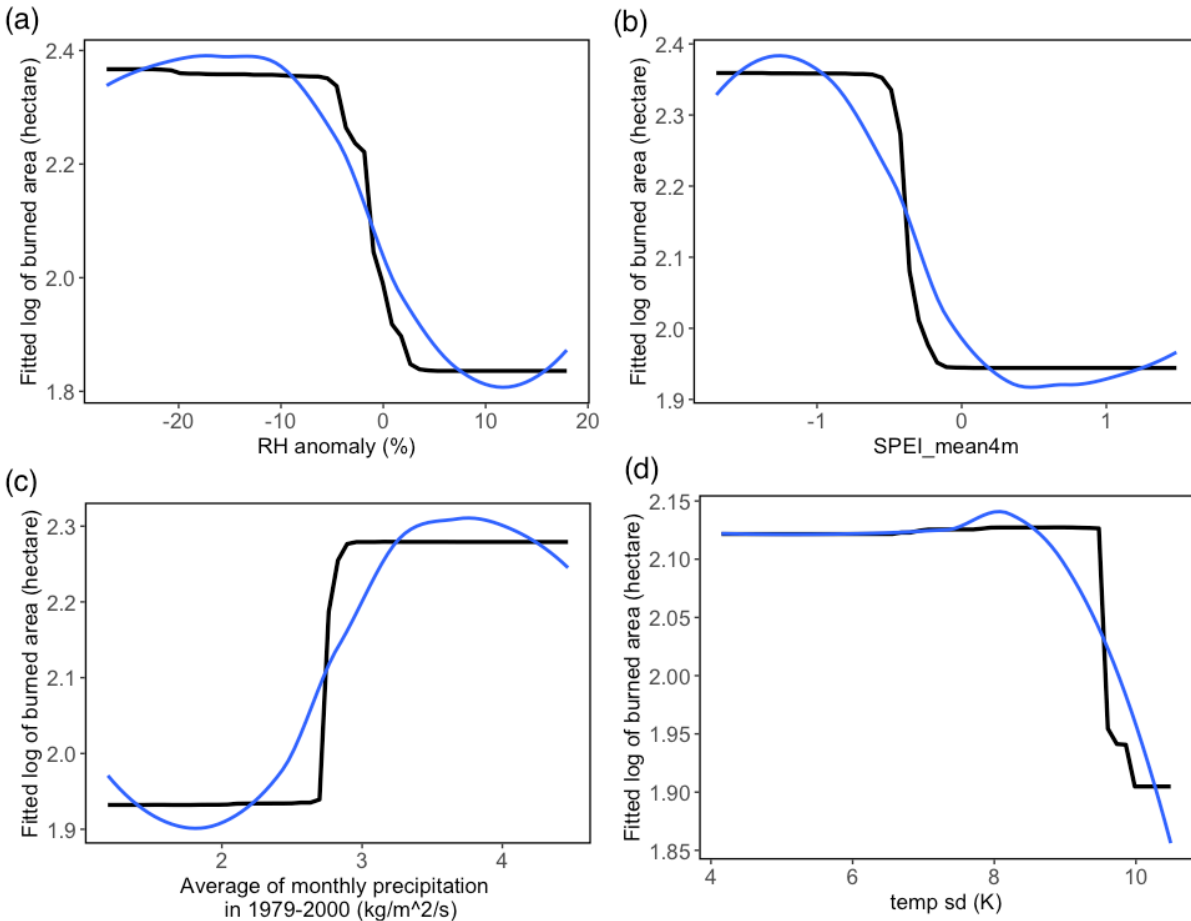 (a)
Fitted log of burned area (hectare)
2.4
2.2
2.0
1.8
-20 -10 0 10 20
RH anomaly (%)
(b)
Fitted log of burned area (hectare)
2.4
2.3
2.2
2.1
2.0
1.9
-1 0 1
SPEI_mean4m
(c)
Fitted log of burned area (hectare)
2.3
2.2
2.1
2.0
1.9
2 3 4
Average of monthly precipitation
in 1979-2000 (kg/m^2/s)
(d)
Fitted log of burned area (hectare)
2.15
2.10
2.05
2.00
1.95
1.90
1.85
4 6 8 10
temp sd (K)